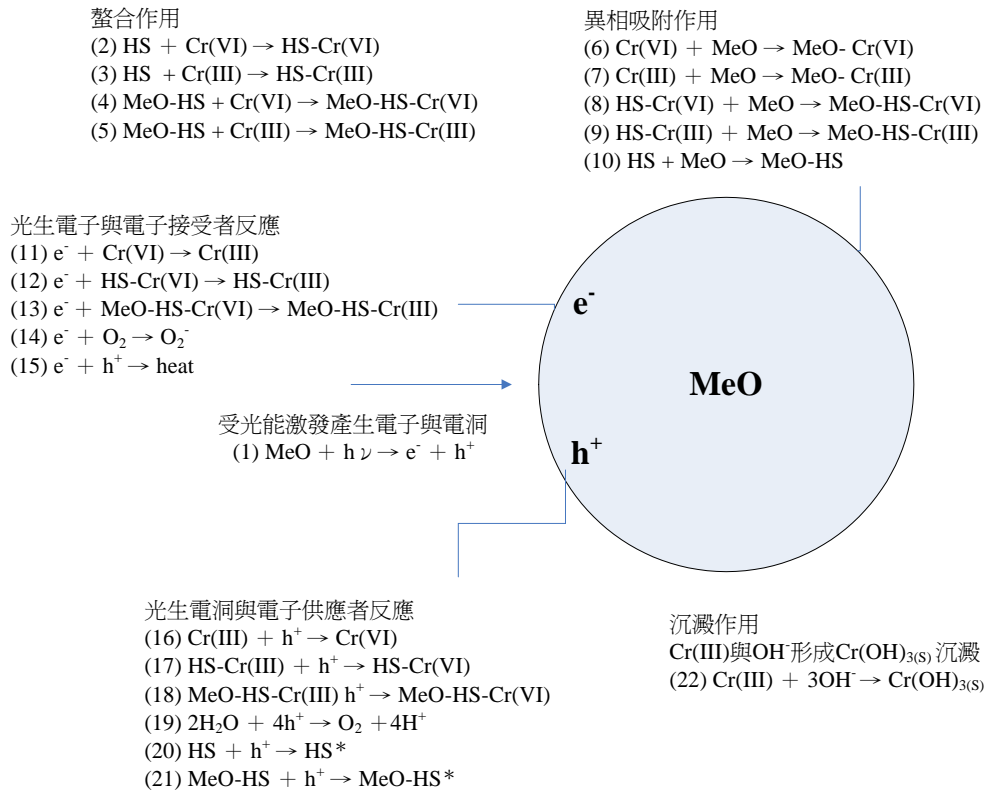 螯合作用
(2) HS + Cr(VI) → HS-Cr(VI)
(3) HS + Cr(III) → HS-Cr(III)
(4) MeO-HS + Cr(VI) → MeO-HS-Cr(VI)
(5) MeO-HS + Cr(III) → MeO-HS-Cr(III)
異相吸附作用
(6) Cr(VI) + MeO → MeO- Cr(VI)
(7) Cr(III) + MeO → MeO- Cr(III)
(8) HS-Cr(VI) + MeO → MeO-HS-Cr(VI)
(9) HS-Cr(III) + MeO → MeO-HS-Cr(III)
(10) HS + MeO → MeO-HS
光生電子與電子接受者反應
(11) e⁻ + Cr(VI) → Cr(III)
(12) e⁻ + HS-Cr(VI) → HS-Cr(III)
(13) e⁻ + MeO-HS-Cr(VI) → MeO-HS-Cr(III)
(14) e⁻ + O₂ → O₂⁻
(15) e⁻ + h⁺ → heat
e⁻
MeO
h⁺
受光能激發產生電子與電洞
(1) MeO + hν → e⁻ + h⁺
光生電洞與電子供應者反應
(16) Cr(III) + h⁺ → Cr(VI)
(17) HS-Cr(III) + h⁺ → HS-Cr(VI)
(18) MeO-HS-Cr(III) h⁺ → MeO-HS-Cr(VI)
(19) 2H₂O + 4h⁺ → O₂ +4H⁺
(20) HS + h⁺ → HS*
(21) MeO-HS + h⁺ → MeO-HS*
沉澱作用
Cr(III)與OH⁻形成Cr(OH)₃₍S₎ 沉澱
(22) Cr(III) + 3OH⁻ → Cr(OH)₃₍S₎